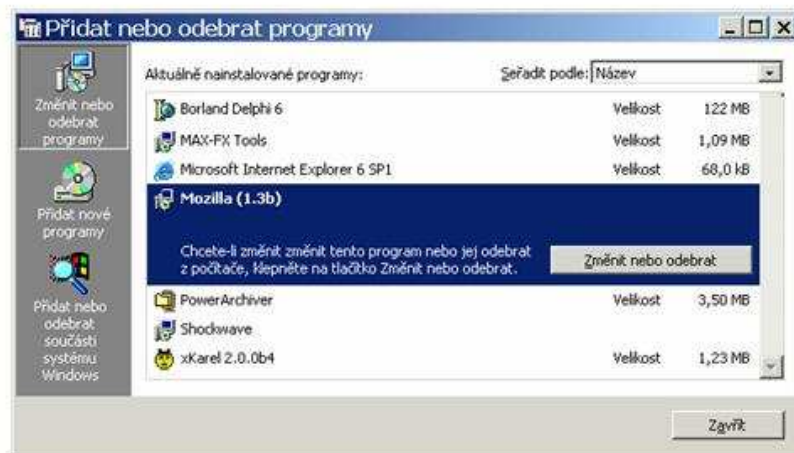 Přidat nebo odebrat programy
Změnit nebo
odebrat
programy
Přidat nové
programy
Přidat nebo
odebrat
součásti
systému
Windows
Aktuálně nainstalované programy:
Seřadit podle: Název
Borland Delphi 6 Velikost 122 MB
MAX-FX Tools Velikost 1,09 MB
Microsoft Internet Explorer 6 SP1 Velikost 68,0 kB
Mozilla (1.3b)
Chcete-li změnit změnit tento program nebo jej odebrat
z počítače, klepněte na tlačítko Změnit nebo odebrat.
Změnit nebo odebrat
PowerArchiver Velikost 3,50 MB
Shockwave
xKarel 2.0.0b4 Velikost 1,23 MB
Zavřít